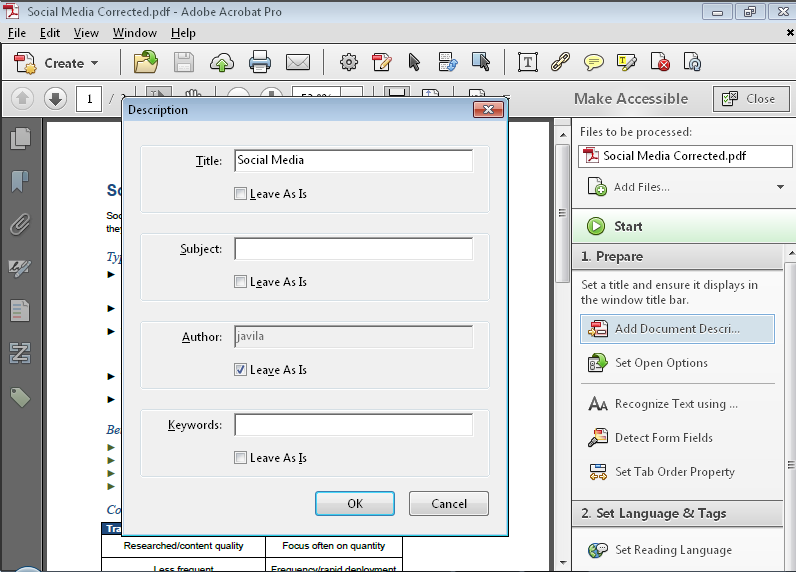 Social Media Corrected.pdf - Adobe Acrobat Pro
File Edit View Window Help
Create
1 /
Make Accessible
Close
Description
Title: Social Media
Leave As Is
Subject:
Leave As Is
Author: javila
Leave As Is
Keywords:
Leave As Is
OK Cancel
So
Soc
they
Typ
Be
Co
Tra
Researched/content quality Focus often on quantity
Less frequent Frequency/rapid deployment
Files to be processed:
Social Media Corrected.pdf
Add Files...
Start
1. Prepare
Set a title and ensure it displays in
the window title bar.
Add Document Descri...
Set Open Options
Recognize Text using ...
Detect Form Fields
Set Tab Order Property
2. Set Language & Tags
Set Reading Language